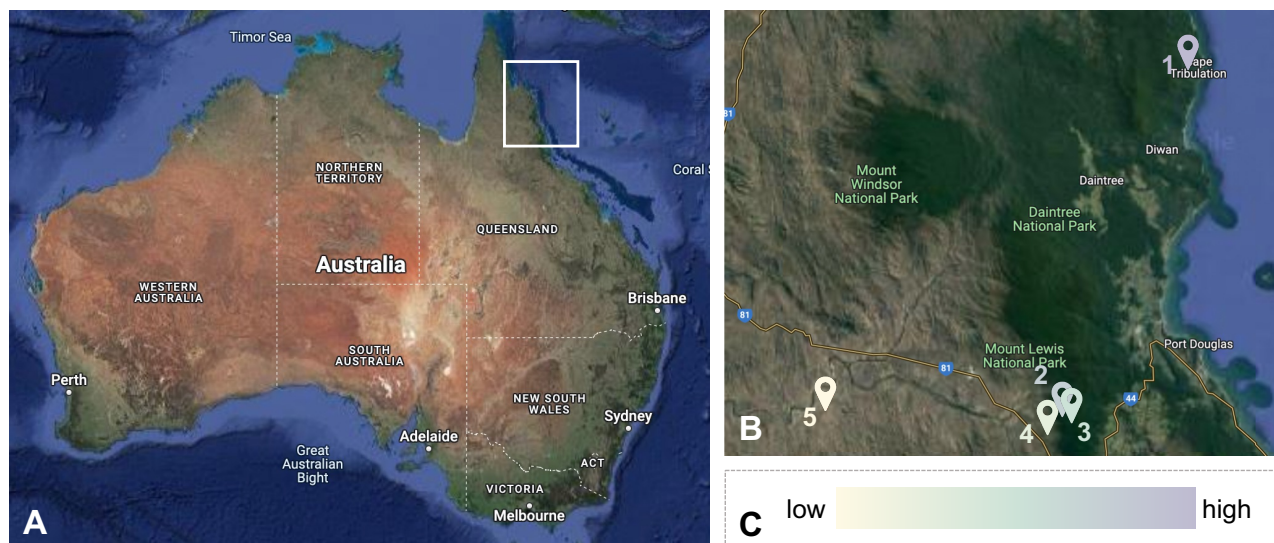 Timor Sea
NORTHERN
TERRITORY
Coral S
QUEENSLAND
Australia
WESTERN
AUSTRALIA
Brisbane
SOUTH
AUSTRALIA
Perth
NEW SOUTH
WALES
Sydney
Adelaide
Great
Australian
Bight
ACT
VICTORIA
Melbourne
A
1
ape
Tribulation
81
Diwan
Mount
Windsor
National Park
Daintree
Daintree
National Park
81
Port Douglas
Mount Lewis
National Park
81
2
44
5
4
3
B
C
low
high